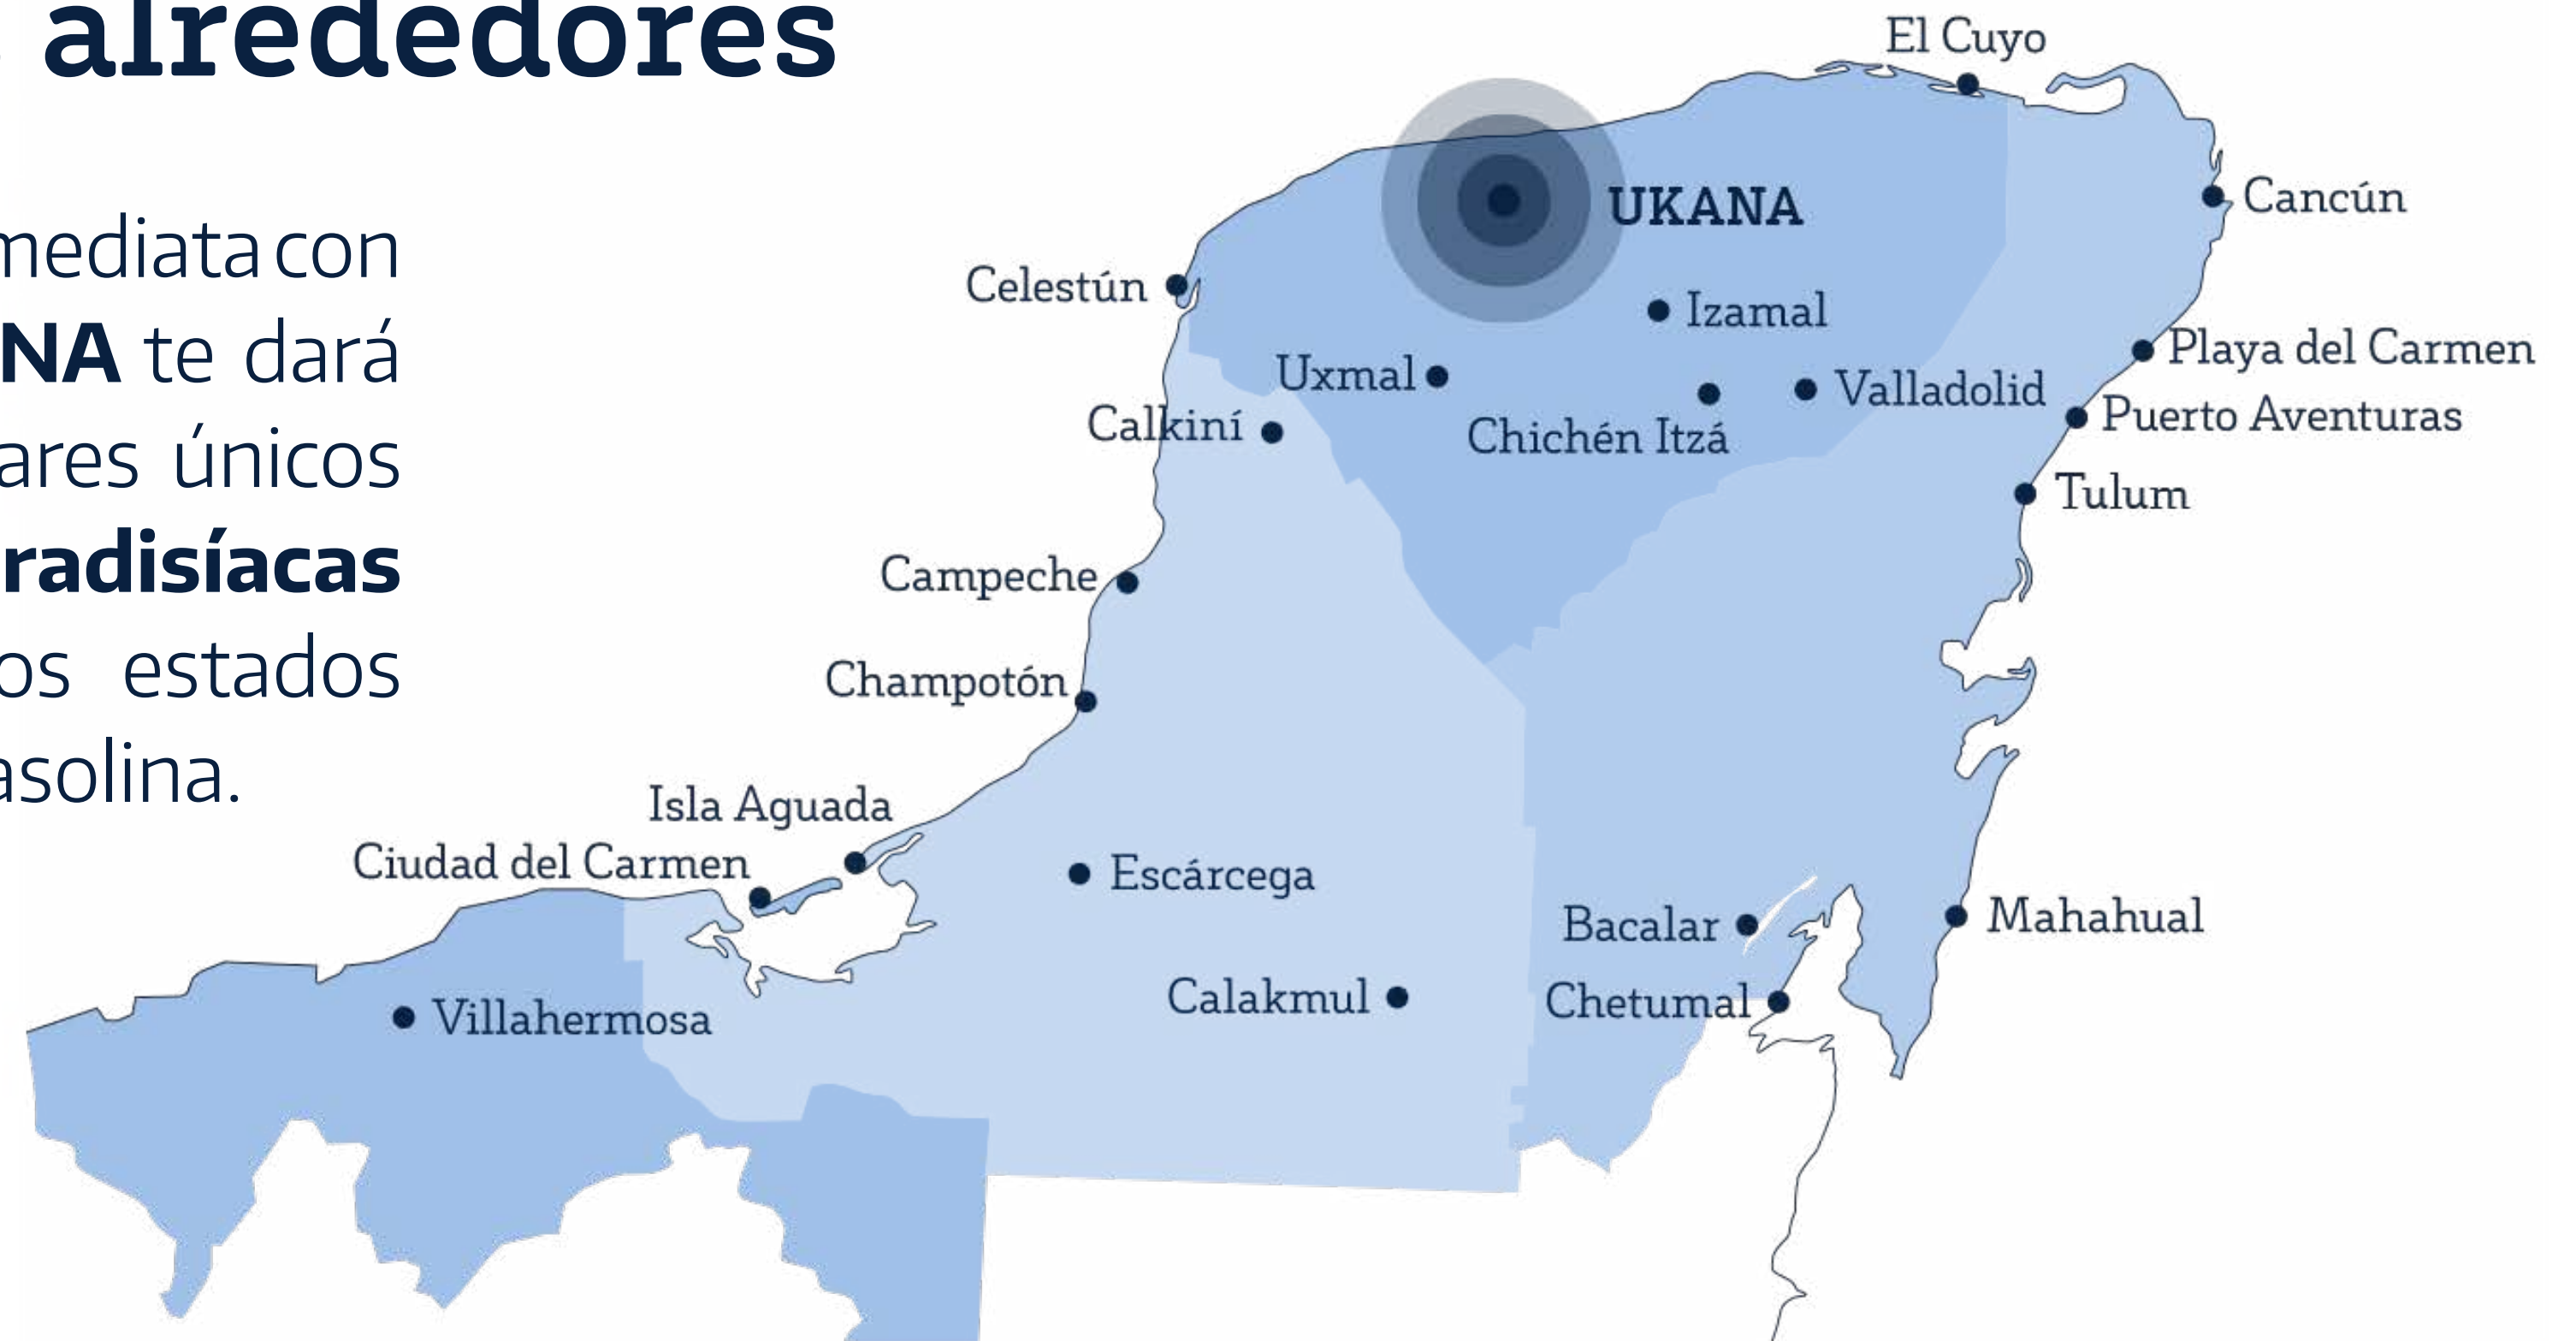 alrededores
mediata con
NA te dará
ares únicos
radisíacas
os estados
asolina.
El Cuyo
UKANA
Cancún
Celestún
Izamal
Playa del Carmen
Uxmal
Valladolid
Calkiní
Chichén Itzá
Puerto Aventuras
Tulum
Campeche
Champotón
Isla Aguada
Ciudad del Carmen
Escárcega
Bacalar
Mahahual
Calakmul
Chetumal
Villahermosa